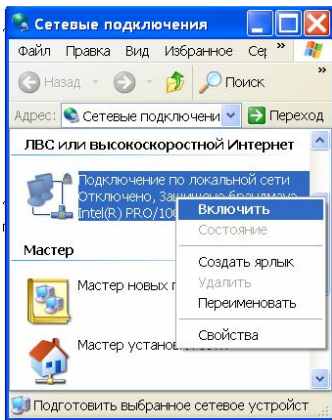 Сетевые подключения
Файл Правка Вид Избранное Сер »
Назад Поиск »
Адрес: Сетевые подключени Переход
ЛВС или высокоскоростной Интернет
Подключение по локальной сети
Отключено, Защищено брандмауэ
Intel(R) PRO/100
Включить
Состояние
Создать ярлык
Удалить
Переименовать
Свойства
Мастер
Мастер новых п
Мастер установ
Подготовить выбранное сетевое устройст